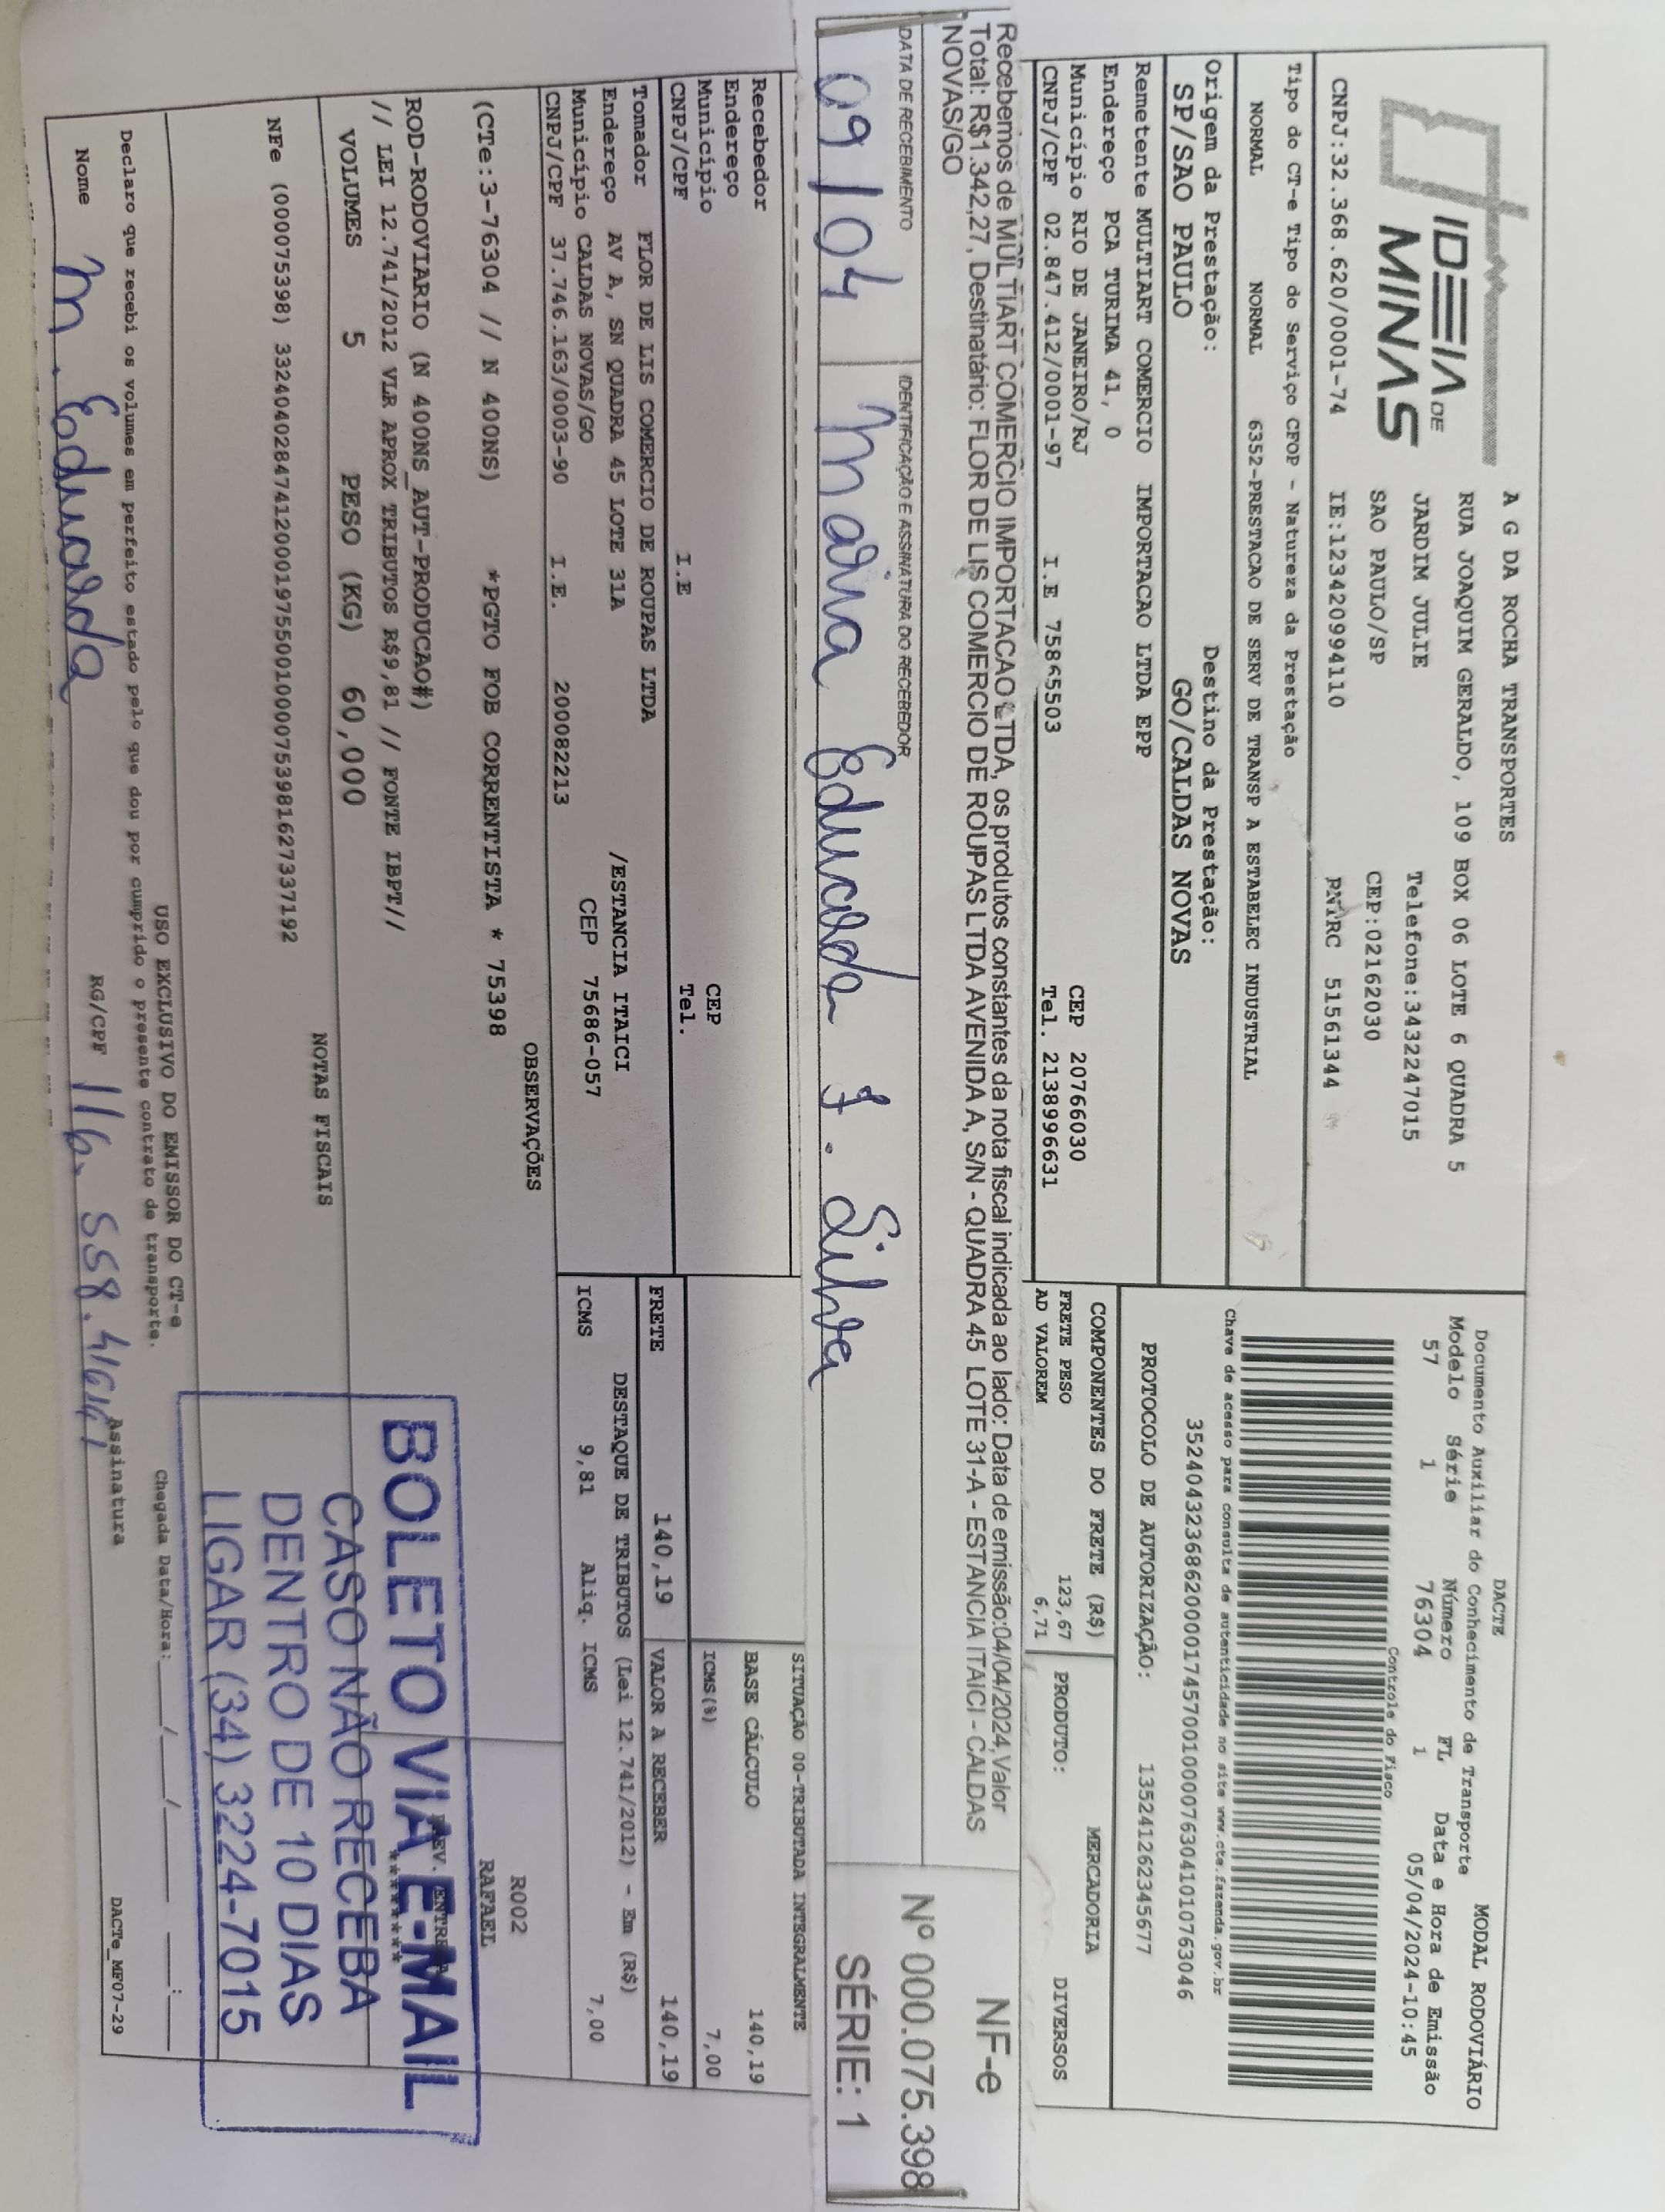 IDEIA DE
MINAS
A G DA ROCHA TRANSPORTES
RUA JOAQUIM GERALDO, 109 BOX 06 LOTE 6 QUADRA 5
JARDIM JULIE Telefone:3432247015
SAO PAULO/SP CEP:02162030
CNPJ:32.368.620/0001-74 IE:123420994110 RNTRC 51561344
Tipo do CT-e Tipo do Serviço CFOP - Natureza da Prestação
NORMAL NORMAL 6352-PRESTACAO DE SERV DE TRANSP A ESTABELEC INDUSTRIAL
Origem da Prestação: Destino da Prestação:
SP/SAO PAULO GO/CALDAS NOVAS
Remetente MULTIART COMERCIO IMPORTACAO LTDA EPP
Endereço PCA TURIMA 41, 0
Município RIO DE JANEIRO/RJ CEP 20766030
CNPJ/CPF 02.847.412/0001-97 I.E 75865503 Tel. 2138996631
DACTE MODAL RODOVIÁRIO
Documento Auxiliar do Conhecimento de Transporte
Modelo Série Número FL Data e Hora de Emissão
57 1 76304 1 05/04/2024-10:45
Controle do Fisco
Chave de acesso para consulta de autenticidade no site www.cte.fazenda.gov.br
35240432368620000174570010000763041010763046
PROTOCOLO DE AUTORIZAÇÃO: 135241262345677
COMPONENTES DO FRETE (R$) MERCADORIA
FRETE PESO 123,67 PRODUTO: DIVERSOS
AD VALOREM 6,71
Recebemos de MULTIART COMERCIO IMPORTACAO LTDA, os produtos constantes da nota fiscal indicada ao lado: Data de emissão:04/04/2024,Valor
Total: R$1.342,27, Destinatário: FLOR DE LIS COMERCIO DE ROUPAS LTDA AVENIDA A, S/N - QUADRA 45 LOTE 31-A - ESTANCIA ITAICI - CALDAS
NOVAS/GO
DATA DE RECEBIMENTO IDENTIFICAÇÃO E ASSINATURA DO RECEBEDOR
09/04 Maria Eduarda F. Silva
NF-e
Nº 000.075.398
SÉRIE: 1
Recebedor
Endereço
Município CEP
CNPJ/CPF I.E Tel.
Tomador FLOR DE LIS COMERCIO DE ROUPAS LTDA
Endereço AV A, SN QUADRA 45 LOTE 31A /ESTANCIA ITAICI
Município CALDAS NOVAS/GO CEP 75686-057
CNPJ/CPF 37.746.163/0003-90 I.E. 200082213
SITUAÇÃO 00-TRIBUTADA INTEGRALMENTE
BASE CÁLCULO 140,19
ICMS(%) 7,00
FRETE 140,19 VALOR A RECEBER 140,19
DESTAQUE DE TRIBUTOS (Lei 12.741/2012) - Em (R$)
ICMS 9,81 Aliq. ICMS 7,00
OBSERVAÇÕES
(CTe:3-76304 // N 400NS) *PGTO FOB CORRENTISTA * 75398
R002
RAFAEL
ROD-RODOVIARIO (N 400NS_AUT-PRODUCAO#)
// LEI 12.741/2012 VLR APROX TRIBUTOS R$9,81 // FONTE IBPT//
VOLUMES 5 PESO (KG) 60,000
NOTAS FISCAIS
NFe (000075398) 33240402847412000197550010000753981627337192
BOLETO VIA E-MAIL
CASO NÃO RECEBA
DENTRO DE 10 DIAS
LIGAR (34) 3224-7015
USO EXCLUSIVO DO EMISSOR DO CT-e
Declaro que recebi os volumes em perfeito estado pelo que dou por cumprido o presente contrato de transporte.
Chegada Data/Hora: ___/___/___ ___:___
Nome M. Eduarda RG/CPF Assinatura
DACTe_MF07-29